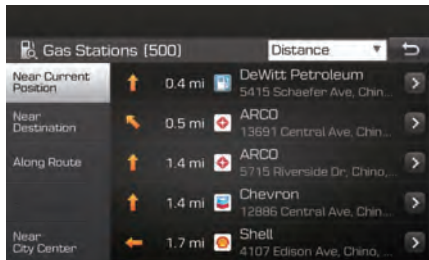 Gas Stations (500)
Distance
Near Current
Position
0.4 mi
DeWitt Petroleum
5415 Schaefer Ave, Chin...
Near
Destination
0.5 mi
ARCO
13691 Central Ave, Chin...
Along Route
1.4 mi
ARCO
5715 Riverside Dr, Chino,...
1.4 mi
Chevron
12886 Central Ave, Chin...
Near
City Center
1.7 mi
Shell
4107 Edison Ave, Chino, ...